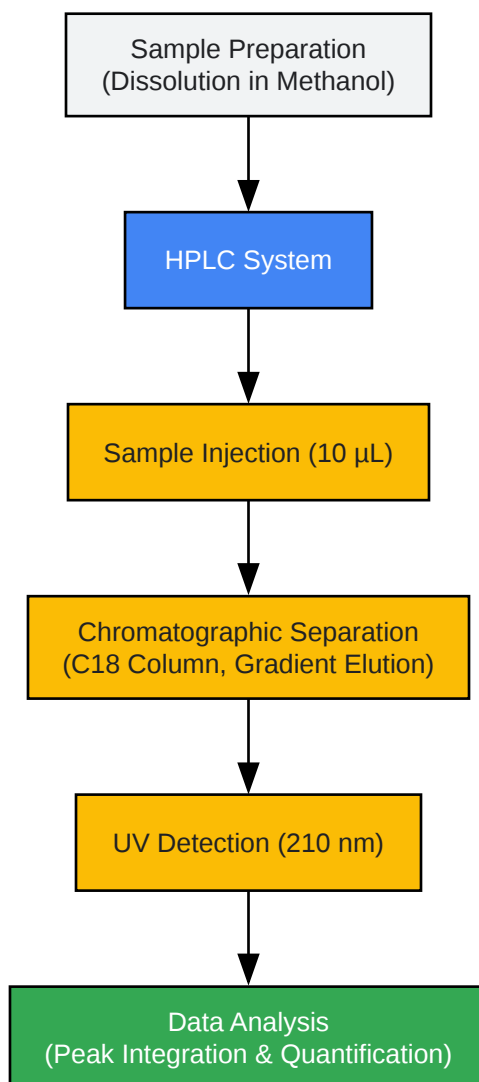 Sample Preparation
(Dissolution in Methanol)
HPLC System
Sample Injection (10 µL)
Chromatographic Separation
(C18 Column, Gradient Elution)
UV Detection (210 nm)
Data Analysis
(Peak Integration & Quantification)